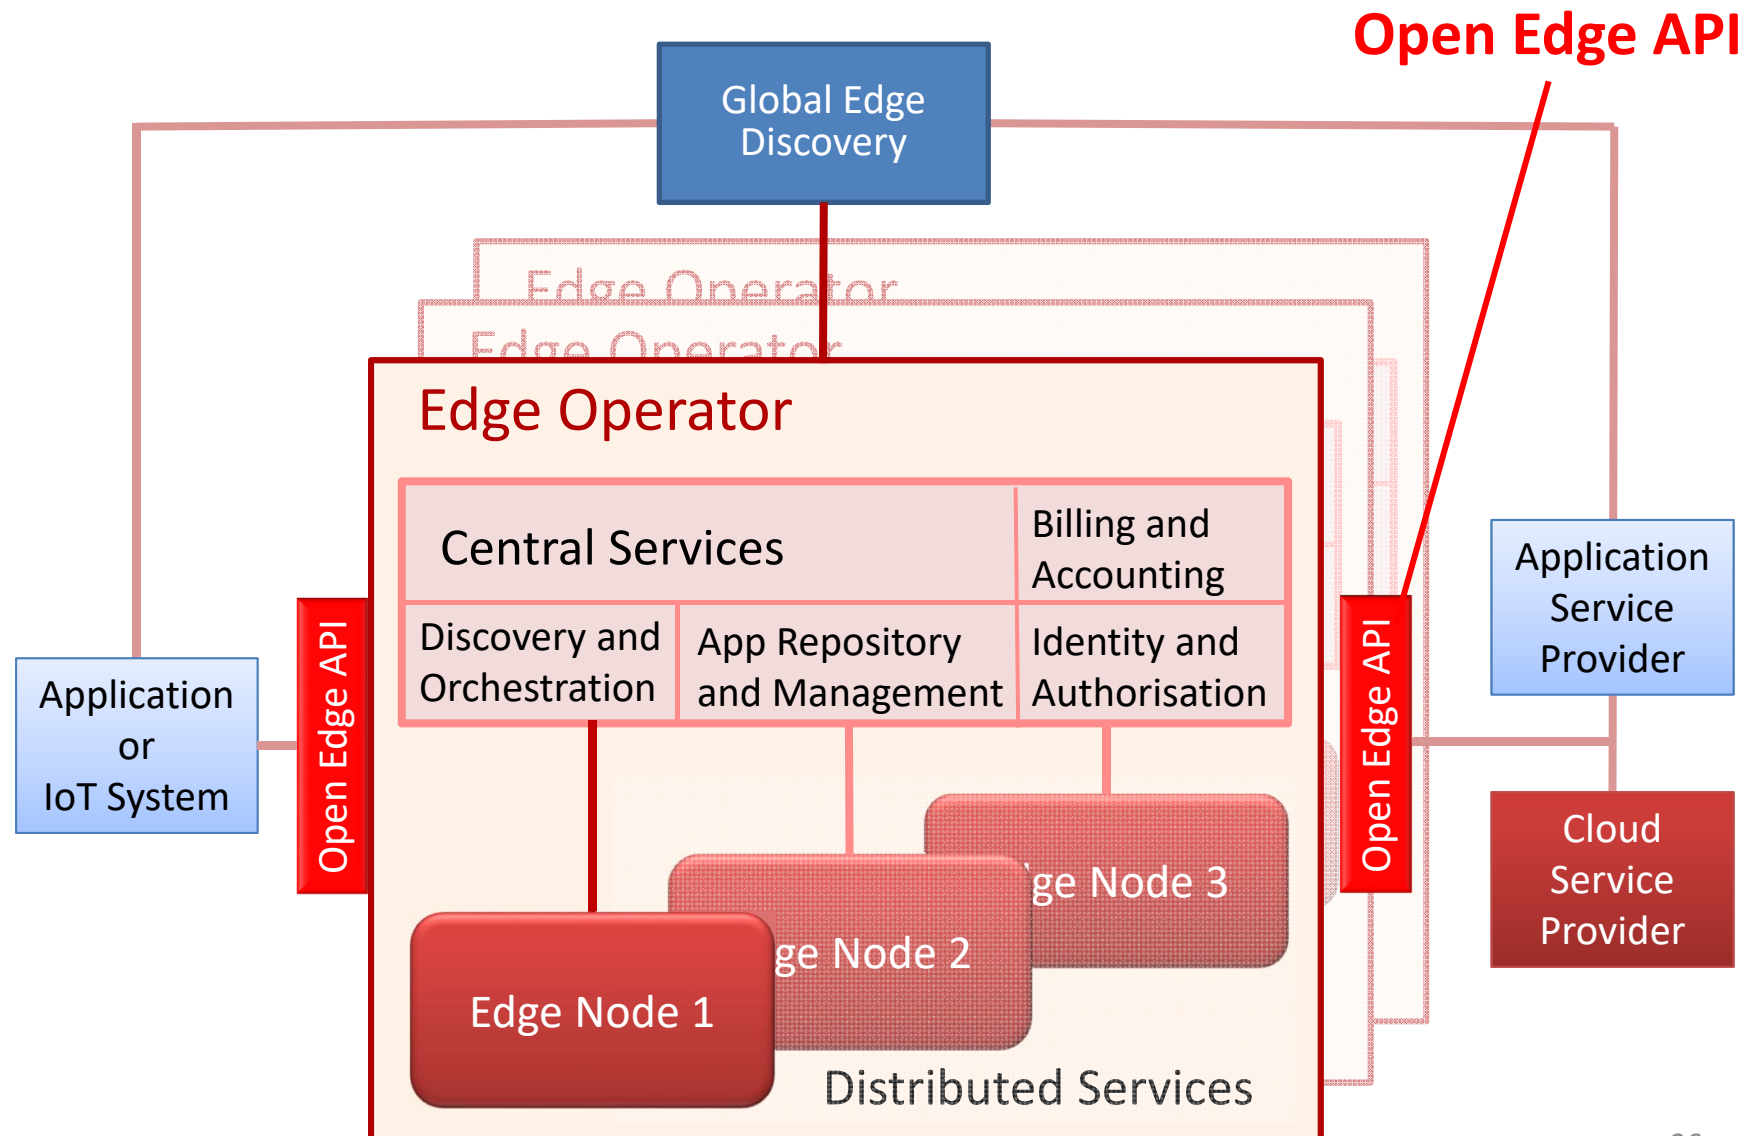 Open Edge API
Global Edge
Discovery
Edge Operator
Edge Operator
Edge Operator
Central Services
Billing and
Accounting
Discovery and
Orchestration
App Repository
and Management
Identity and
Authorisation
Open Edge API
Open Edge API
Application
or
IoT System
Application
Service
Provider
Cloud
Service
Provider
ge Node 3
ge Node 2
Edge Node 1
Distributed Services